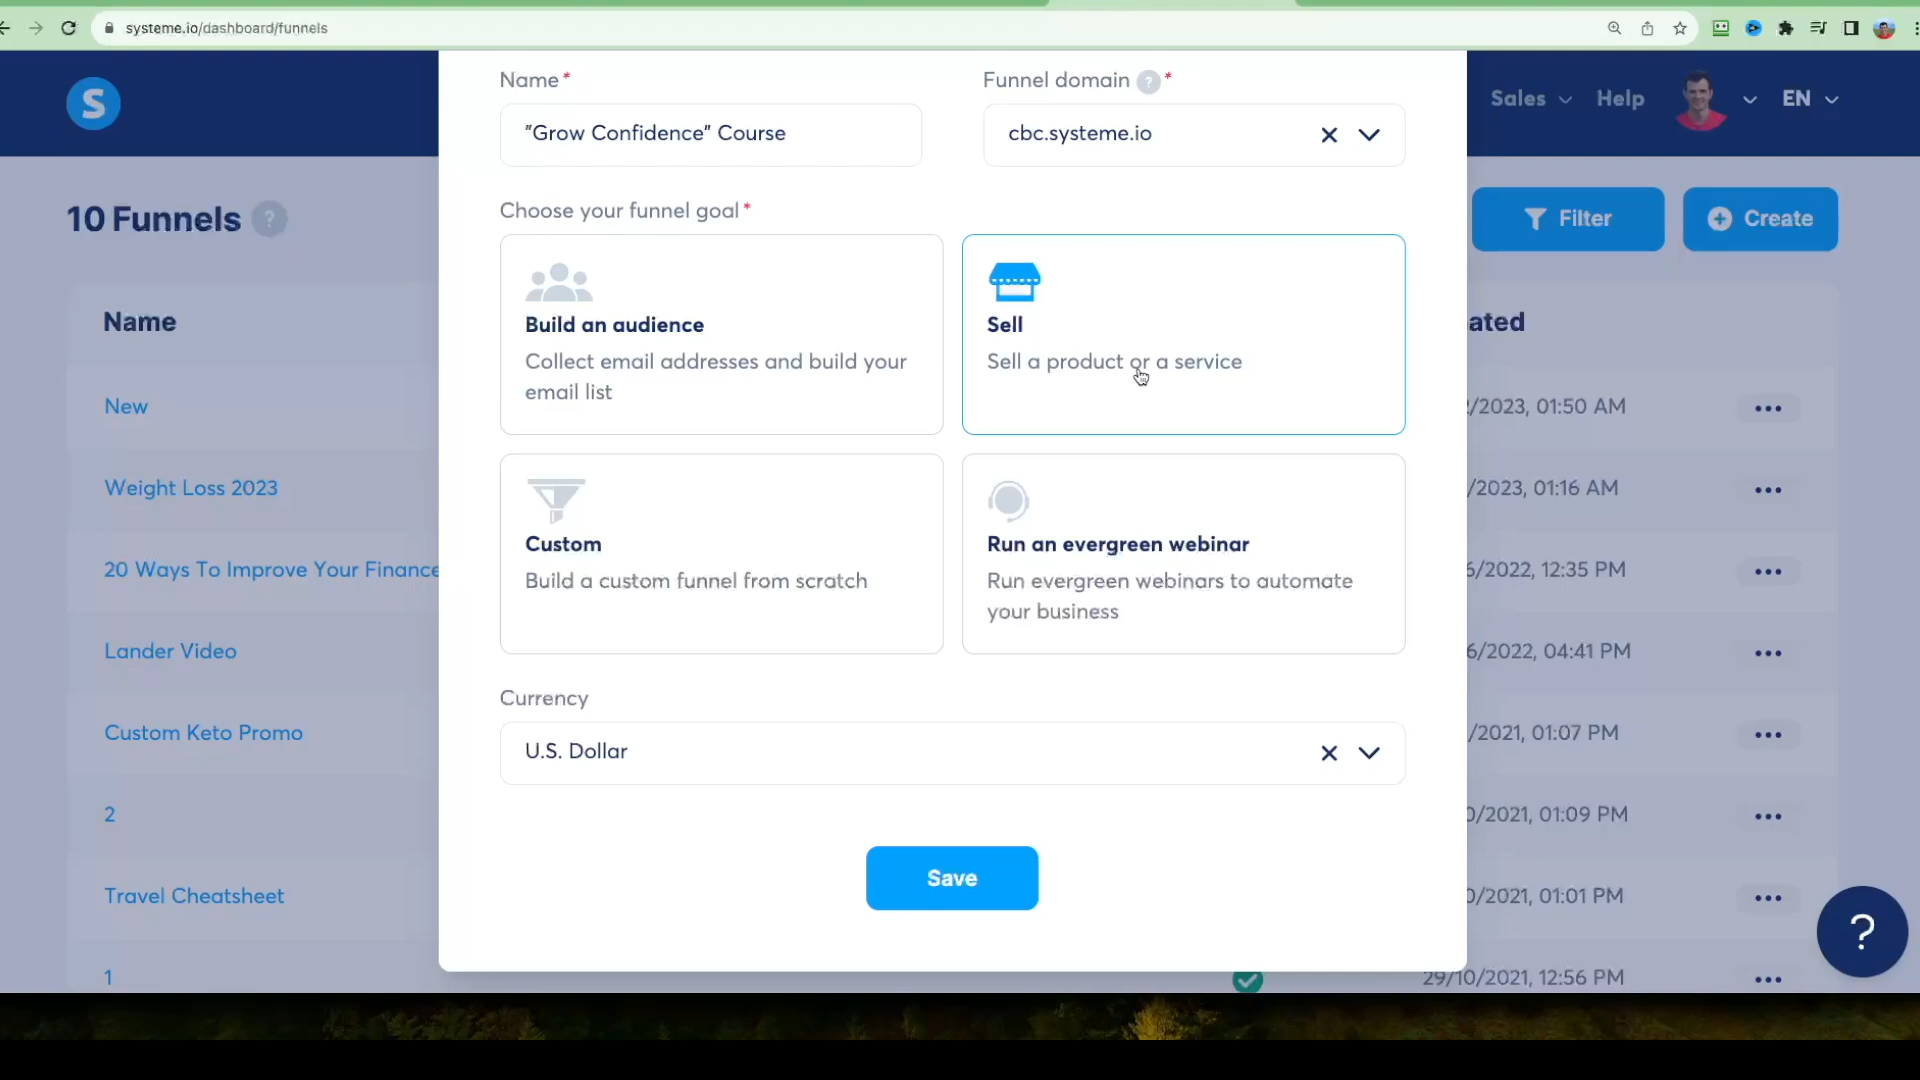 systeme.io/dashboard/funnels
S
Sales
Help
EN
10 Funnels ?
Filter
Create
Name
ated
New
/2023, 01:50 AM
Weight Loss 2023
/2023, 01:16 AM
20 Ways To Improve Your Finance
6/2022, 12:35 PM
Lander Video
6/2022, 04:41 PM
Custom Keto Promo
/2021, 01:07 PM
2
0/2021, 01:09 PM
Travel Cheatsheet
0/2021, 01:01 PM
1
29/10/2021, 12:56 PM
Name*
"Grow Confidence" Course
Funnel domain ? *
cbc.systeme.io
Choose your funnel goal*
Build an audience
Collect email addresses and build your
email list
Sell
Sell a product or a service
Custom
Build a custom funnel from scratch
Run an evergreen webinar
Run evergreen webinars to automate
your business
Currency
U.S. Dollar
Save
?